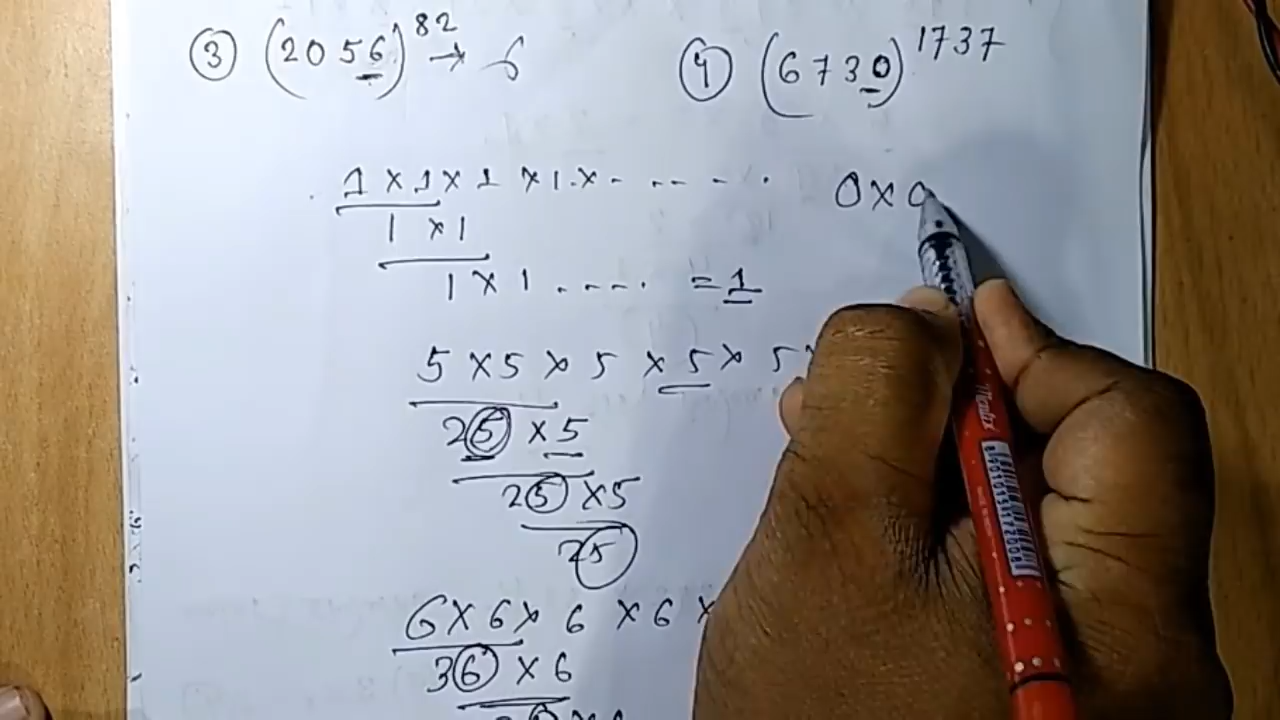 ③ (2056)^82 → 6
④ (6730)^1737
1 × 1 × 1 × 1 × - -- - .
0 × 0
1 × 1
1 × 1 . - - . . = 1
5 × 5 × 5 × 5 × 5
25 × 5
25 × 5
25
6 × 6 × 6 × 6 ×
36 × 6
Montex